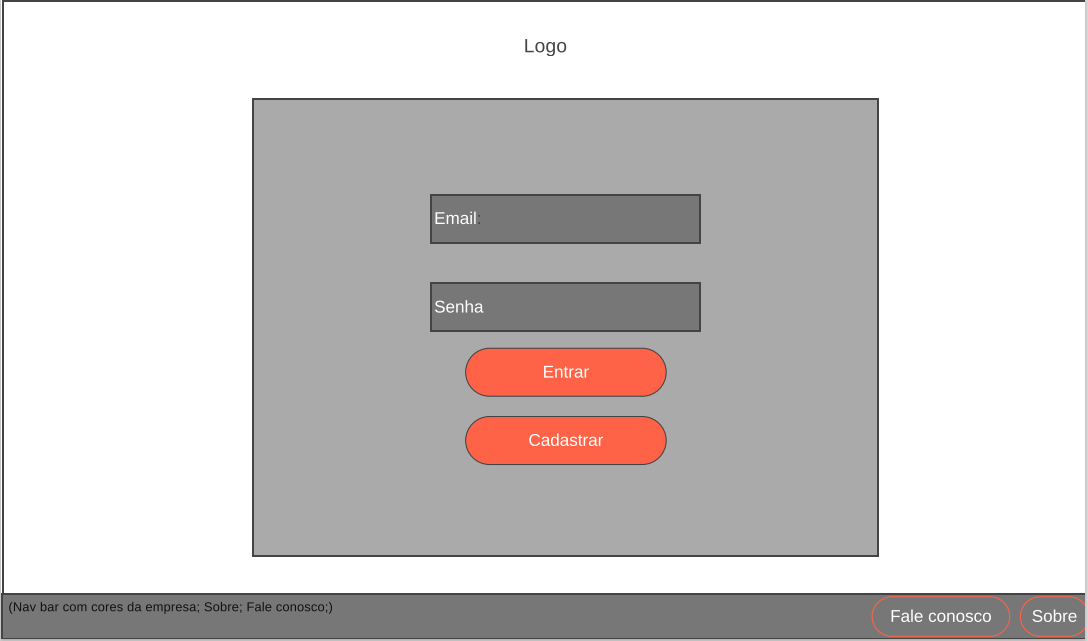 Logo
Email:
Senha
Entrar
Cadastrar
(Nav bar com cores da empresa; Sobre; Fale conosco;)
Fale conosco
Sobre